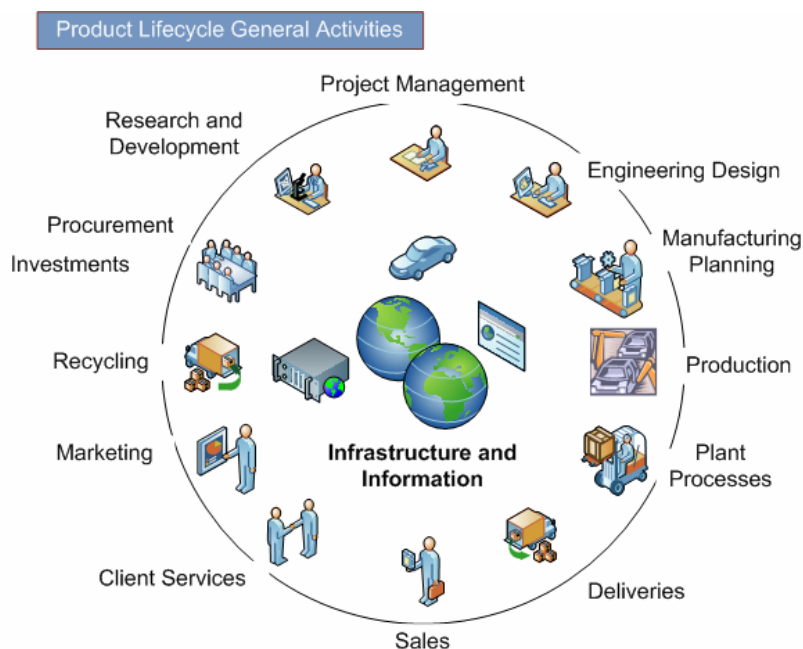 Product Lifecycle General Activities
Project Management
Research and
Development
Engineering Design
Procurement
Investments
Manufacturing
Planning
Recycling
Production
Marketing
Infrastructure and
Information
Plant
Processes
Client Services
Deliveries
Sales